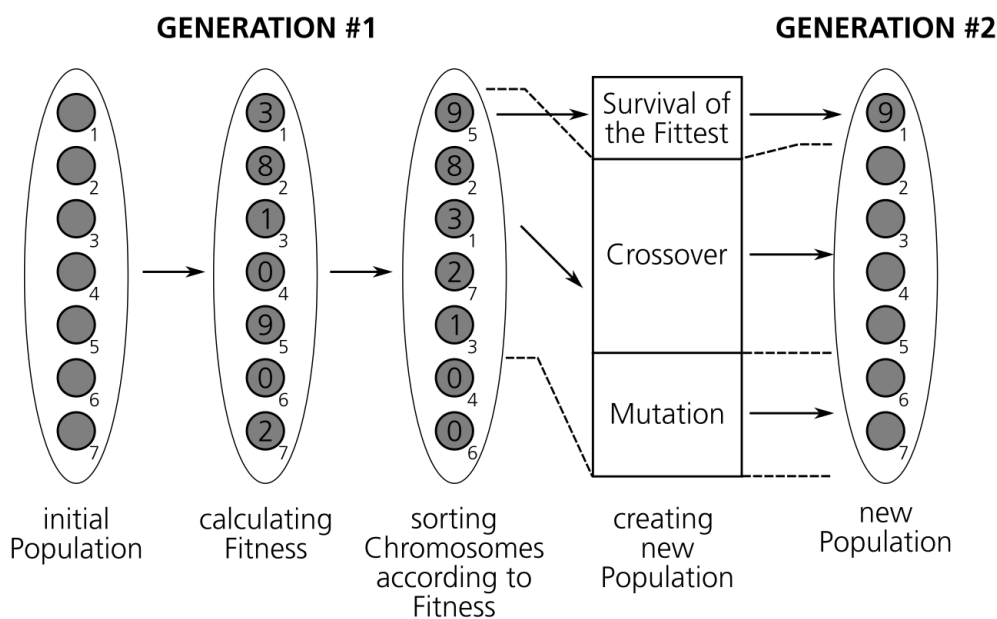 GENERATION #1
GENERATION #2
1
2
3
4
5
6
7
3
1
8
2
1
3
0
4
9
5
0
6
2
7
9
5
8
2
3
1
2
7
1
3
0
4
0
6
Survival of
the Fittest
Crossover
Mutation
9
1
2
3
4
5
6
7
initial
Population
calculating
Fitness
sorting
Chromosomes
according to
Fitness
creating
new
Population
new
Population